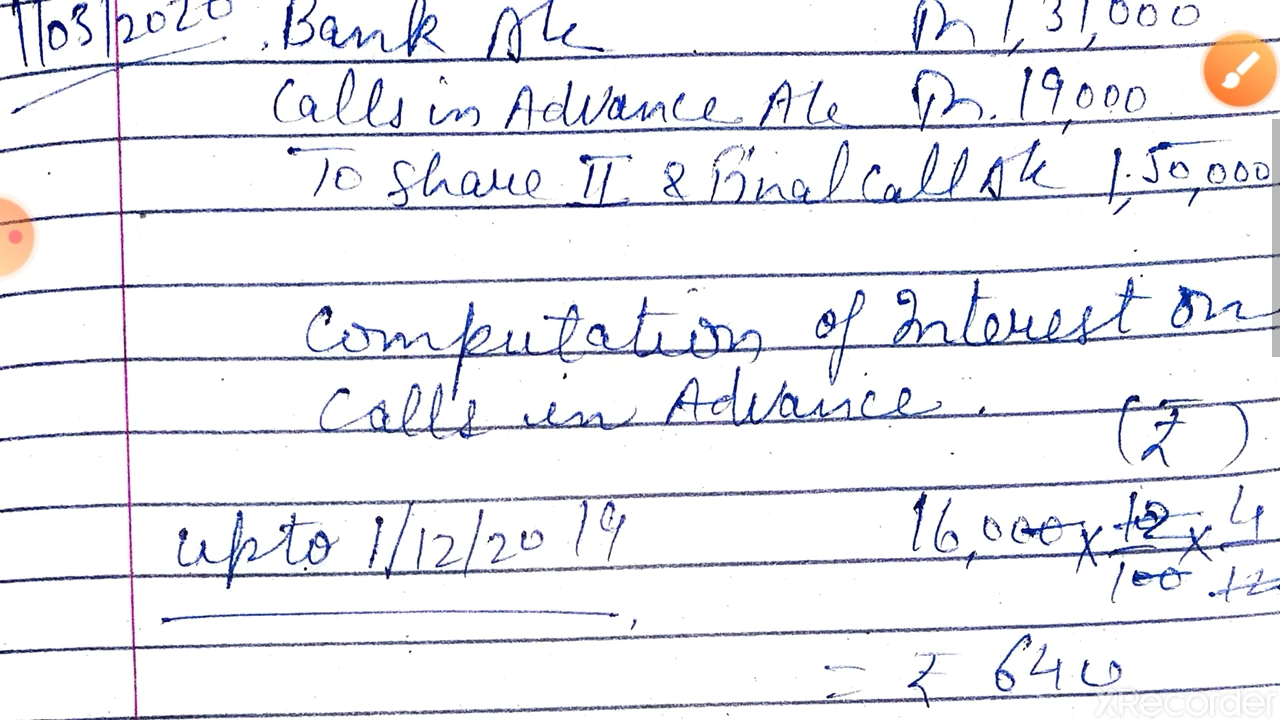 1/03/2020 Bank A/c Dr 1,31,000
Calls in Advance A/c Dr. 19,000
To Share II & Final Call A/c 1,50,000
Computation of Interest on
Calls in Advance.
(₹)
upto 1/12/2019 16,000 × 12/100 × 4/12
= ₹ 640
XRecorder